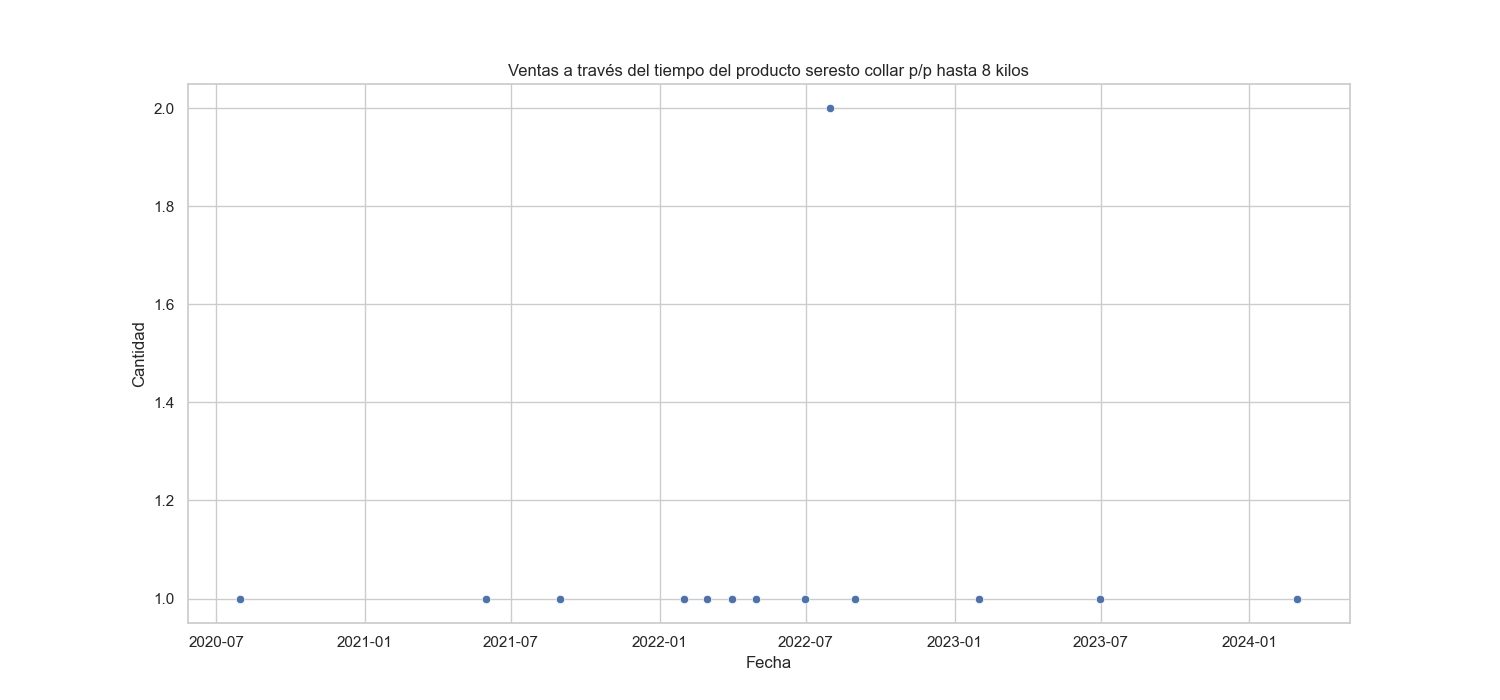 Ventas a través del tiempo del producto seresto collar p/p hasta 8 kilos
2.0
1.8
1.6
1.4
1.2
1.0
Cantidad
2020-07 2021-01 2021-07 2022-01 2022-07 2023-01 2023-07 2024-01
Fecha